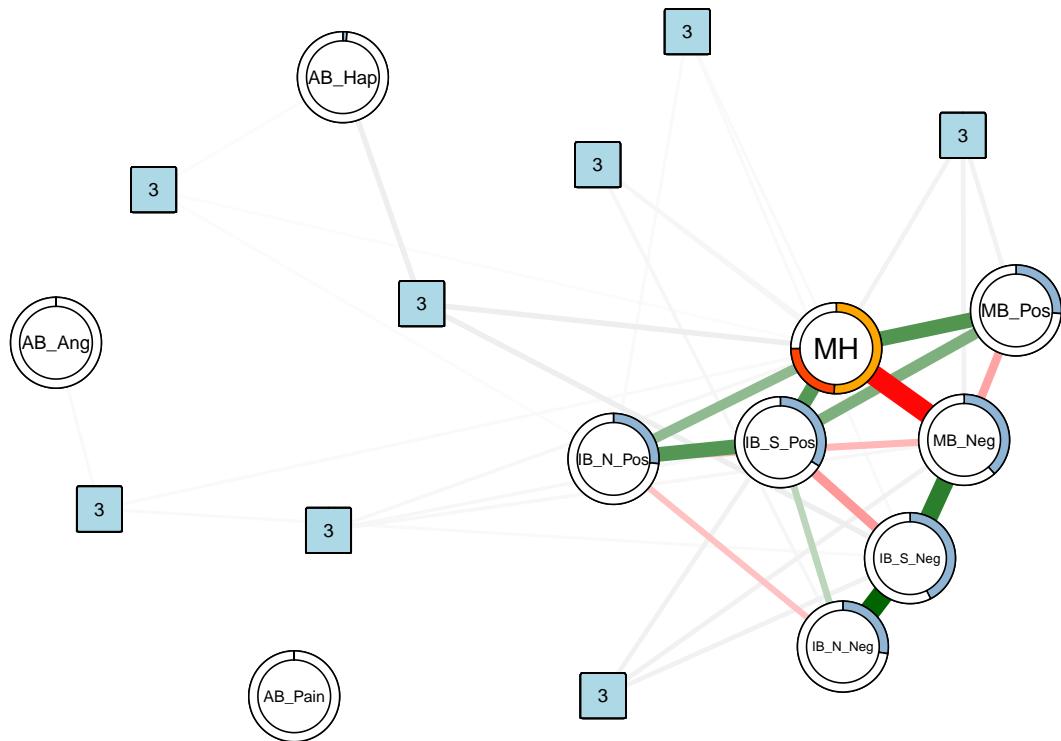 3
AB_Hap
3
3
3
3
MB_Pos
AB_Ang
MH
IB_S_Pos
MB_Neg
IB_N_Pos
3
3
IB_S_Neg
IB_N_Neg
AB_Pain
3